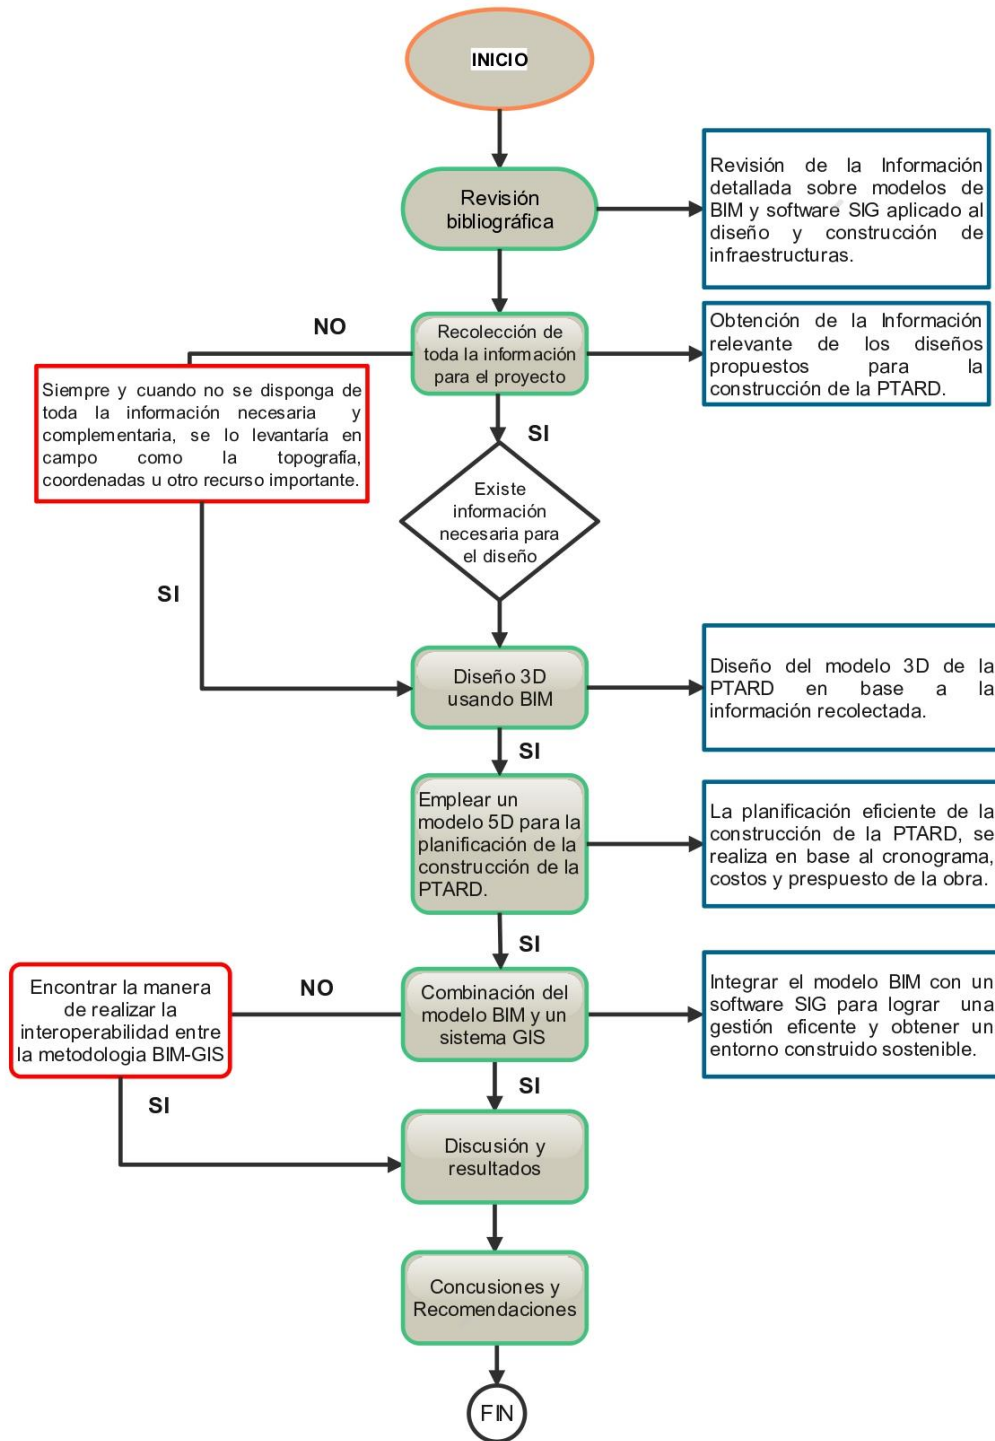 INICIO
Revisión
bibliográfica
Revisión de la Información
detallada sobre modelos de
BIM y software SIG aplicado al
diseño y construcción de
infraestructuras.
NO
Recolección de
toda la información
para el proyecto
Obtención de la Información
relevante de los diseños
propuestos para la
construcción de la PTARD.
Siempre y cuando no se disponga de
toda la información necesaria y
complementaria, se lo levantaría en
campo como la topografía,
coordenadas u otro recurso importante.
SI
Existe
información
necesaria para
el diseño
SI
Diseño 3D
usando BIM
Diseño del modelo 3D de la
PTARD en base a la
información recolectada.
SI
Emplear un
modelo 5D para la
planificación de la
construcción de la
PTARD.
La planificación eficiente de la
construcción de la PTARD, se
realiza en base al cronograma,
costos y prespuesto de la obra.
SI
Encontrar la manera
de realizar la
interoperabilidad entre
la metodologia BIM-GIS
NO
Combinación del
modelo BIM y un
sistema GIS
Integrar el modelo BIM con un
software SIG para lograr una
gestión eficente y obtener un
entorno construido sostenible.
SI
SI
Discusión y
resultados
Concusiones y
Recomendaciones
FIN